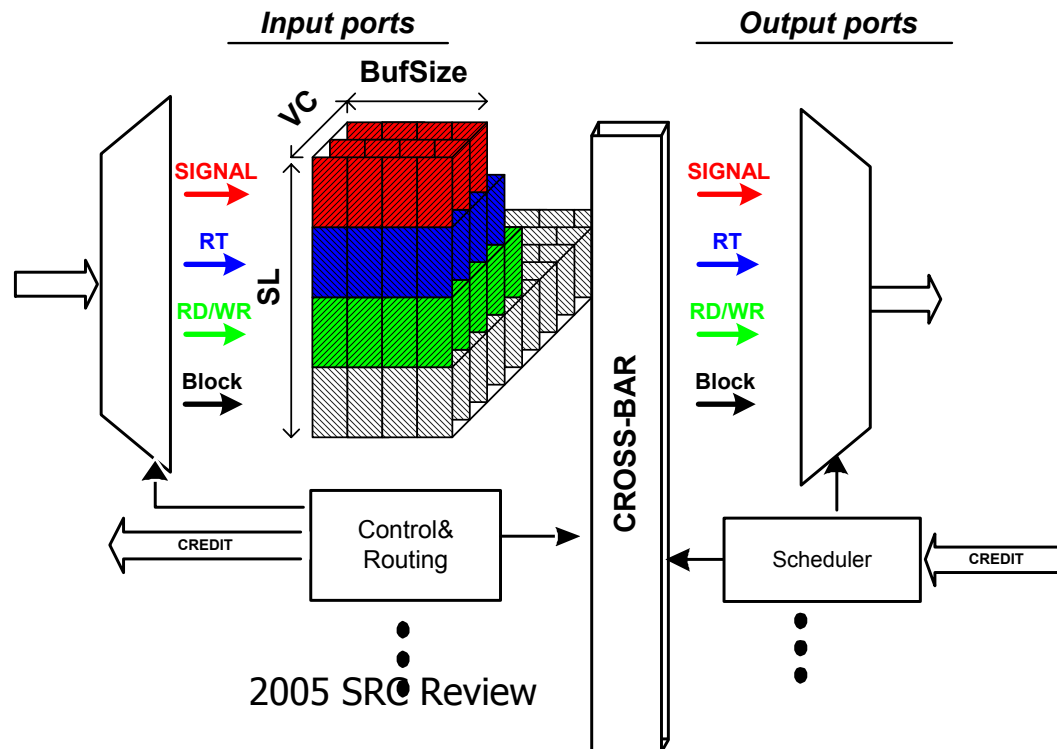 Input ports
Output ports
BufSize
VC
SL
SIGNAL
RT
RD/WR
Block
CROSS-BAR
SIGNAL
RT
RD/WR
Block
Control&
Routing
CREDIT
Scheduler
CREDIT
2005 SRC Review